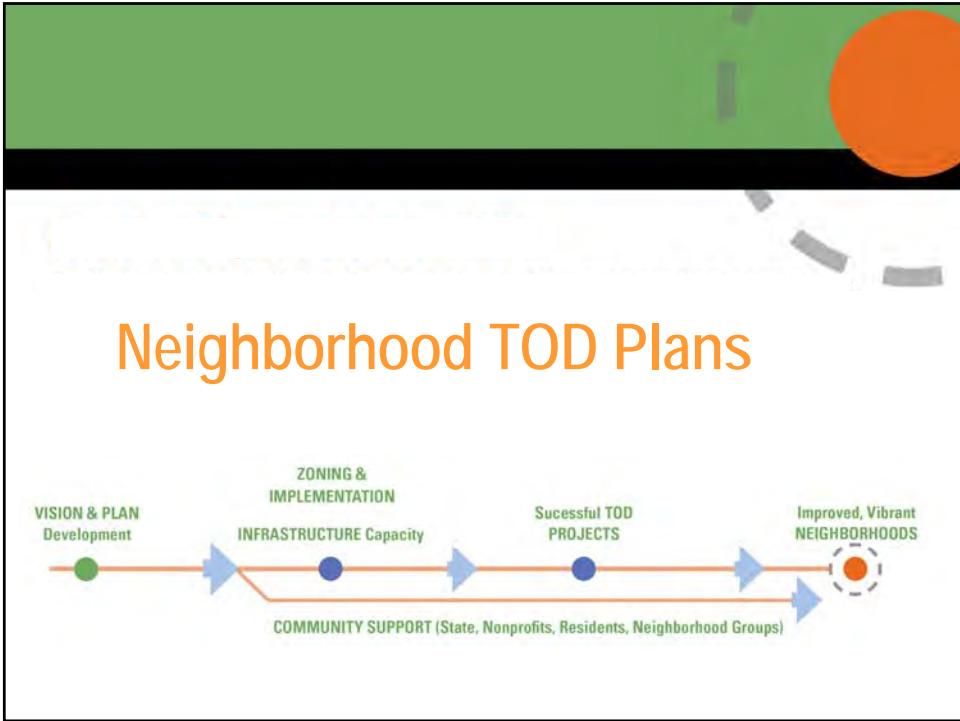 Neighborhood TOD Plans
VISION & PLAN
Development
ZONING &
IMPLEMENTATION
INFRASTRUCTURE Capacity
Sucessful TOD
PROJECTS
Improved, Vibrant
NEIGHBORHOODS
COMMUNITY SUPPORT (State, Nonprofits, Residents, Neighborhood Groups)